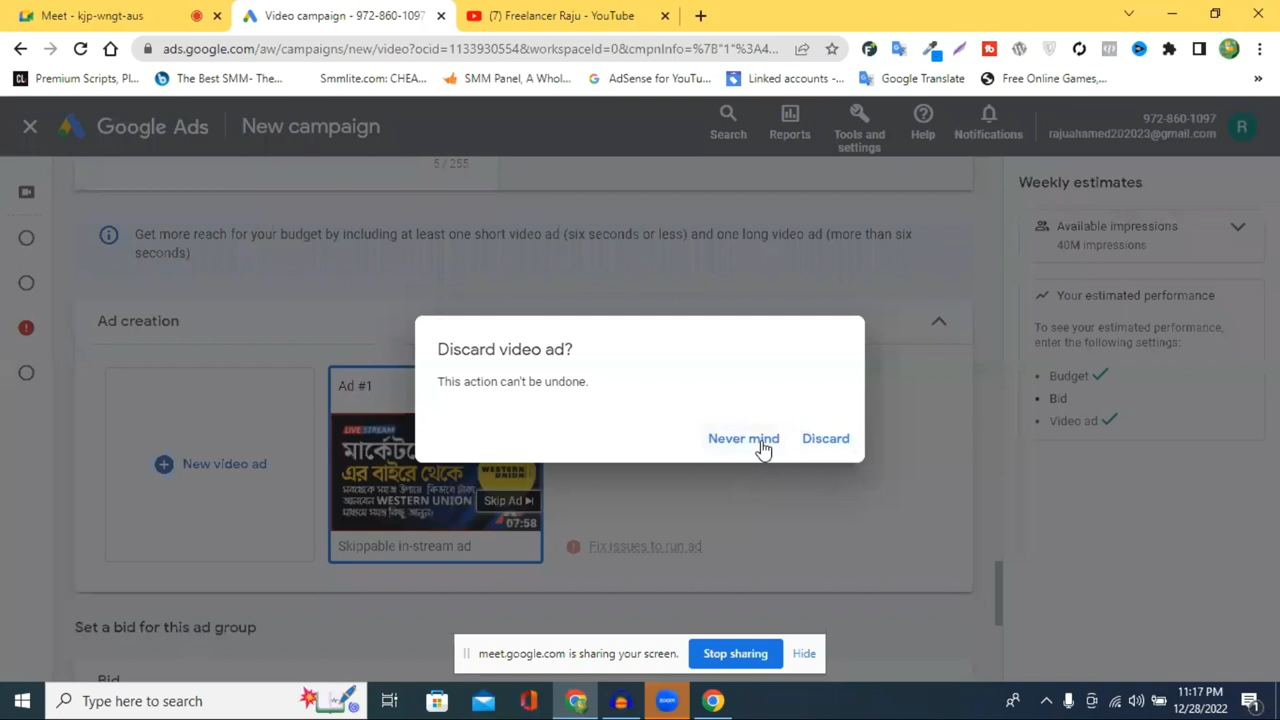 Meet - kjp-wngt-aus
Video campaign - 972-860-1097
(7) Freelancer Raju - YouTube
ads.google.com/aw/campaigns/new/video?ocid=1133930554&workspaceId=0&cmpnInfo=%7B"1"%3A4...
Premium Scripts, Pl...
The Best SMM- The...
Smmlite.com: CHEA...
SMM Panel, A Whol...
AdSense for YouTu...
Linked accounts -...
Google Translate
Free Online Games,...
Google Ads
New campaign
Search
Reports
Tools and settings
Help
Notifications
972-860-1097
rajuahamed202023@gmail.com
R
5 / 255
Get more reach for your budget by including at least one short video ad (six seconds or less) and one long video ad (more than six
seconds)
Ad creation
New video ad
Ad #1
LIVE STREAM
এর বাইরে থেকে
WESTERN UNION
Skip Ad
07:58
Skippable in-stream ad
Fix issues to run ad
Discard video ad?
This action can't be undone.
Never mind
Discard
Set a bid for this ad group
Bid
Weekly estimates
Available impressions
40M impressions
Your estimated performance
To see your estimated performance,
enter the following settings:
Budget
Bid
Video ad
meet.google.com is sharing your screen.
Stop sharing
Hide
Type here to search
11:17 PM
12/28/2022